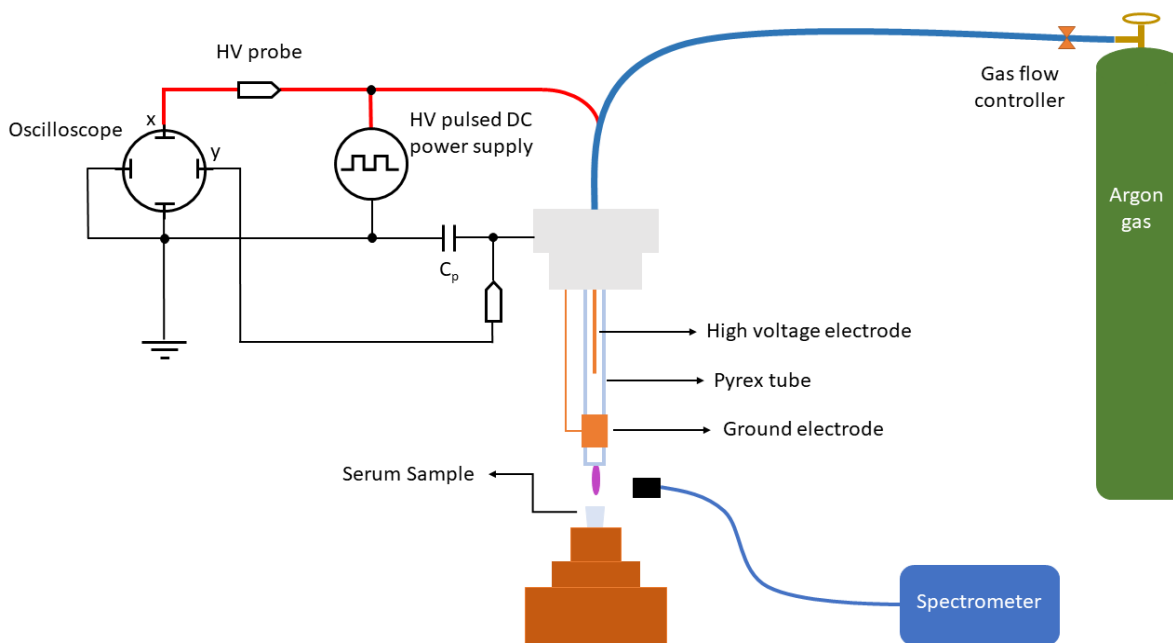 HV probe
Gas flow
controller
Oscilloscope
x
y
HV pulsed DC
power supply
Argon
gas
Cp
High voltage electrode
Pyrex tube
Ground electrode
Serum Sample
Spectrometer